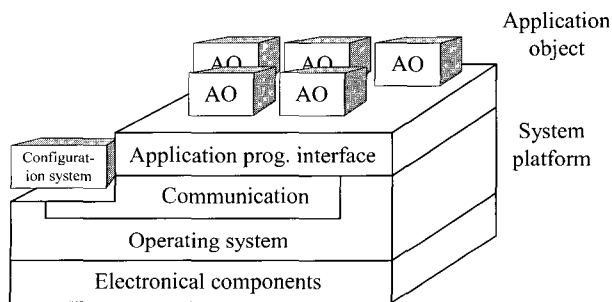 Application
object
AO
AO
AO
AO
AO
System
platform
Configurat-
ion system
Application prog. interface
Communication
Operating system
Electronical components